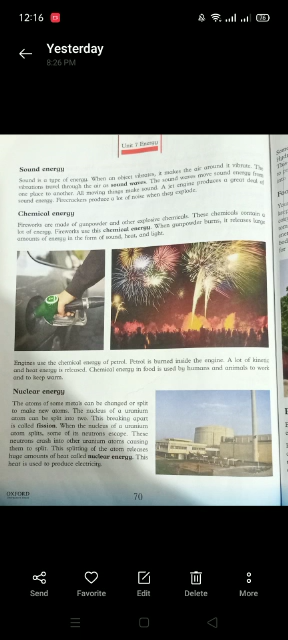 12:16
26
Yesterday
8:26 PM
Unit 7 Energy
Sound energy
Sound is a type of energy. When an object vibrates, it makes the air around it vibrate. The
vibrations travel through the air as sound waves. The sound waves move sound energy from
one place to another. All moving things make sound. A jet engine produces a great deal of
sound energy. Firecrackers produce a lot of noise when they explode.
Chemical energy
Fireworks are made of gunpowder and other explosive chemicals. These chemicals contain a
lot of energy. Fireworks use this chemical energy. When gunpowder burns, it releases large
amounts of energy in the form of sound, heat, and light.
Engines use the chemical energy of petrol. Petrol is burned inside the engine. A lot of kinetic
and heat energy is released. Chemical energy in food is used by humans and animals to work
and to keep warm.
Nuclear energy
The atoms of some metals can be changed or split
to make new atoms. The nucleus of a uranium
atom can be split into two. This breaking apart
is called fission. When the nucleus of a uranium
atom splits, some of its neutrons escape. These
neutrons crash into other uranium atoms causing
them to split. This splitting of the atom releases
huge amounts of heat called nuclear energy. This
heat is used to produce electricity.
OXFORD
70
Send
Favorite
Edit
Delete
More